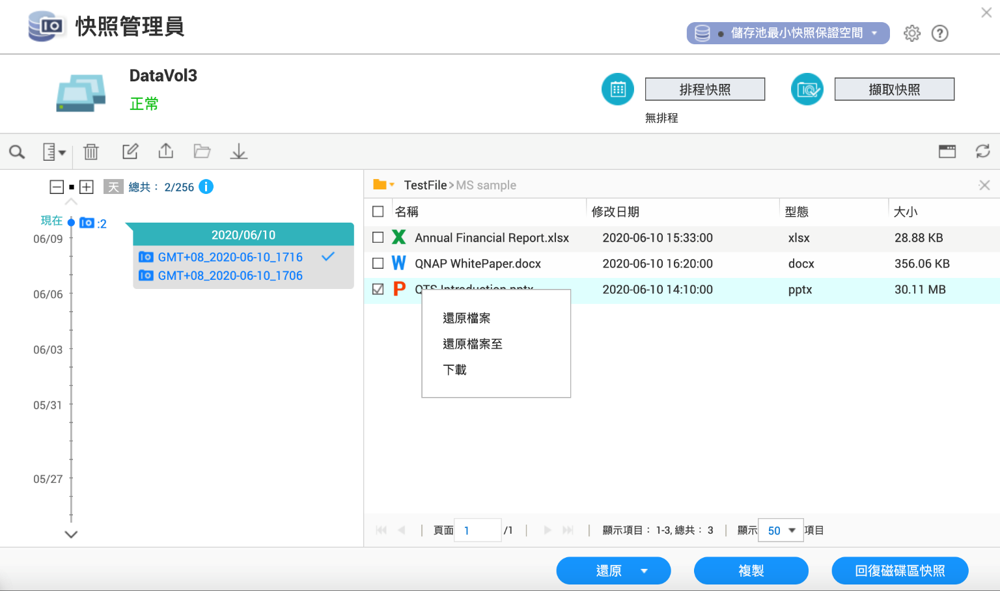 快照管理員
儲存池最小快照保證空間
DataVol3
正常
排程快照
擷取快照
無排程
天 總共： 2/256
TestFile>MS sample
名稱 修改日期 型態 大小
現在
:2
06/09
2020/06/10
GMT+08_2020-06-10_1716
GMT+08_2020-06-10_1706
Annual Financial Report.xlsx 2020-06-10 15:33:00 xlsx 28.88 KB
QNAP WhitePaper.docx 2020-06-10 16:20:00 docx 356.06 KB
QTS Introduction.pptx 2020-06-10 14:10:00 pptx 30.11 MB
還原檔案
還原檔案至
下載
06/06
06/03
05/31
05/27
頁面 1 /1 顯示項目： 1-3, 總共： 3 顯示 50 項目
還原
複製
回復磁碟區快照